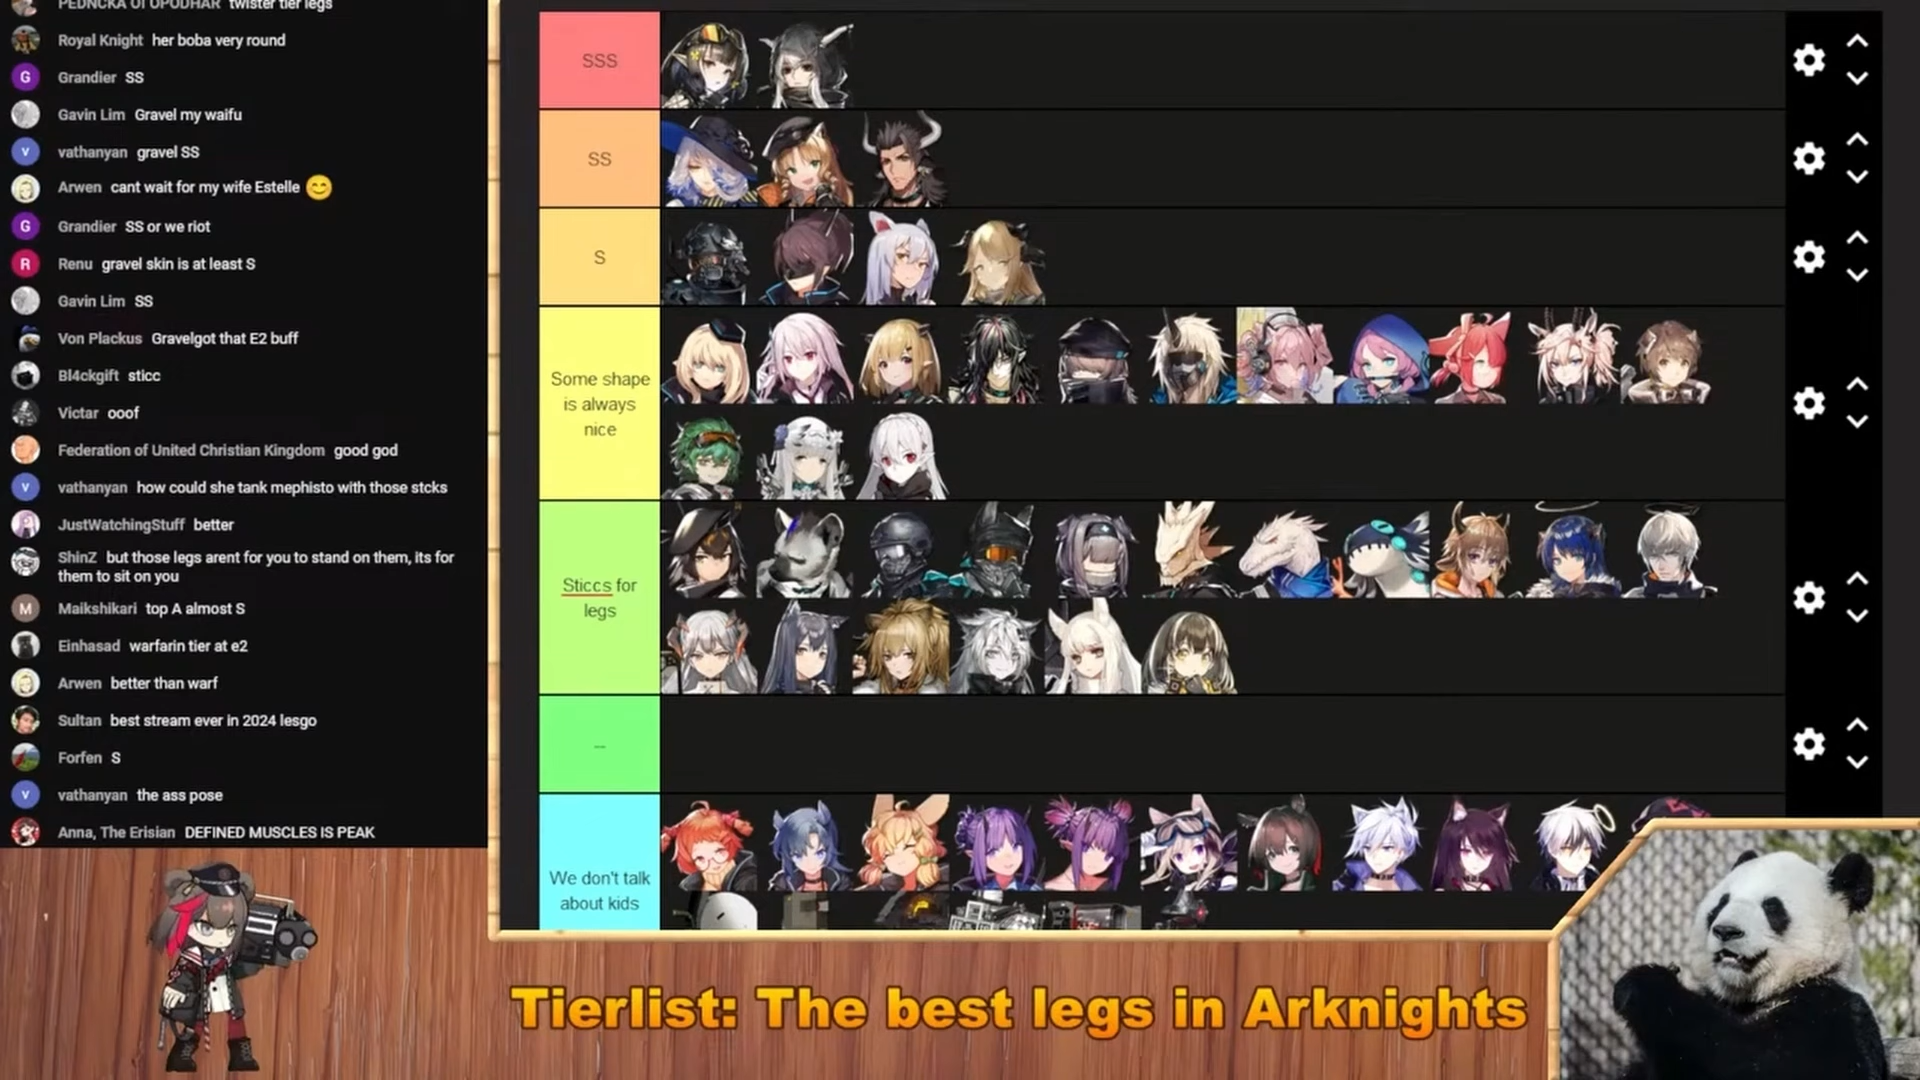 PEDNCKA OF OPODHAR twister tier legs
Royal Knight her boba very round
G Grandier SS
Gavin Lim Gravel my waifu
v vathanyan gravel SS
Arwen cant wait for my wife Estelle 😊
G Grandier SS or we riot
R Renu gravel skin is at least S
Gavin Lim SS
Von Plackus Gravelgot that E2 buff
Bl4ckgift sticc
Victar ooof
Federation of United Christian Kingdom good god
v vathanyan how could she tank mephisto with those stcks
JustWatchingStuff better
ShinZ but those legs arent for you to stand on them, its for
them to sit on you
M Maikshikari top A almost S
Einhasad warfarin tier at e2
Arwen better than warf
Sultan best stream ever in 2024 lesgo
Forfen S
v vathanyan the ass pose
Anna, The Erisian DEFINED MUSCLES IS PEAK
SSS
SS
S
Some shape
is always
nice
Sticcs for
legs
--
We don't talk
about kids
Tierlist: The best legs in Arknights